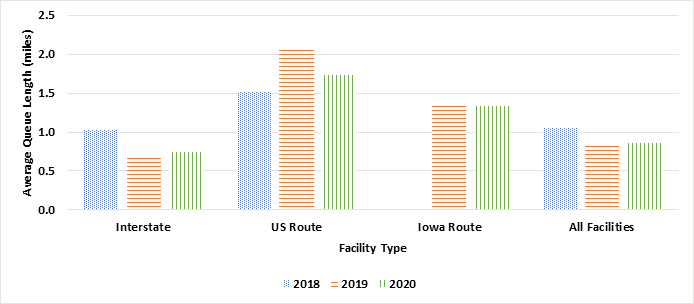 2.5
2.0
1.5
1.0
0.5
0.0
Average Queue Length (miles)
Interstate US Route Iowa Route All Facilities
Facility Type
2018 2019 2020